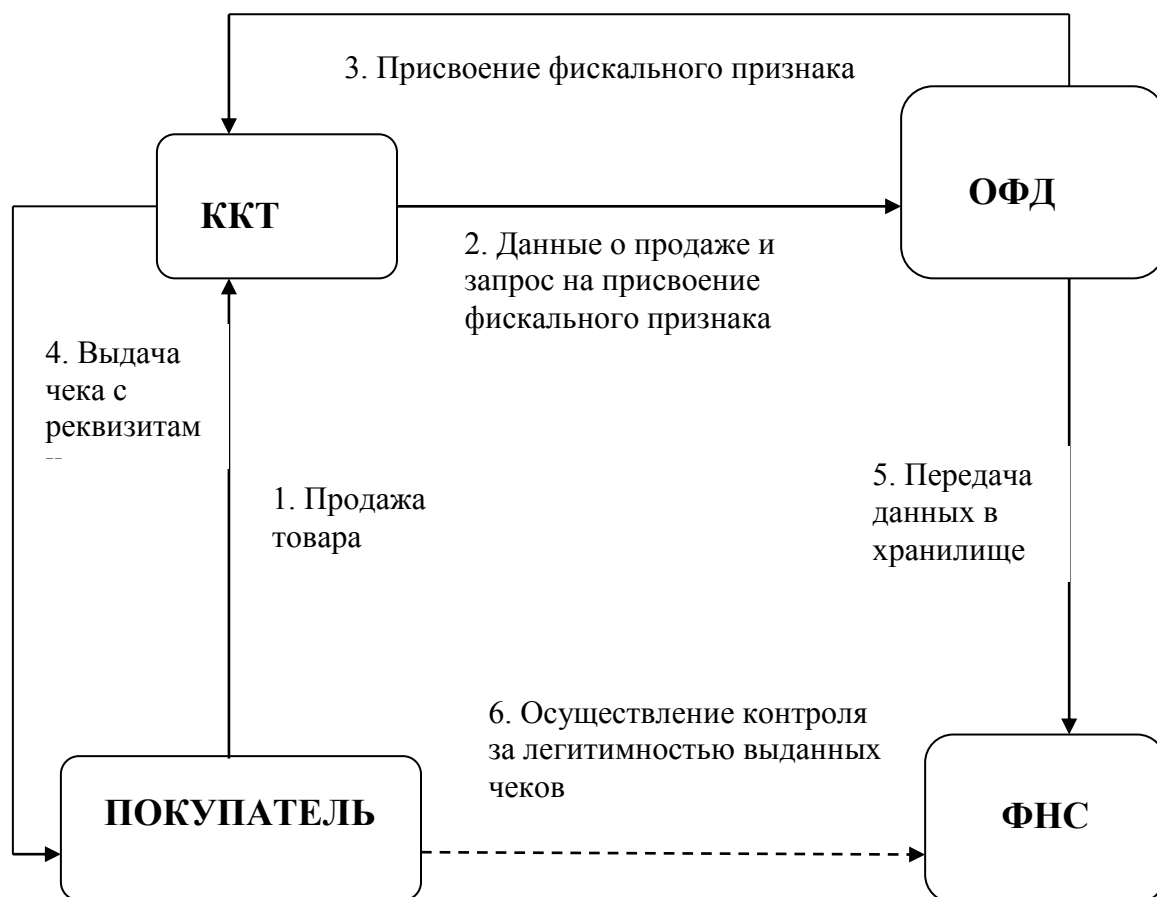 3. Присвоение фискального признака
ККТ
ОФД
2. Данные о продаже и
запрос на присвоение
фискального признака
4. Выдача
чека с
реквизитам
1. Продажа
товара
5. Передача
данных в
хранилище
6. Осуществление контроля
за легитимностью выданных
чеков
ПОКУПАТЕЛЬ
ФНС